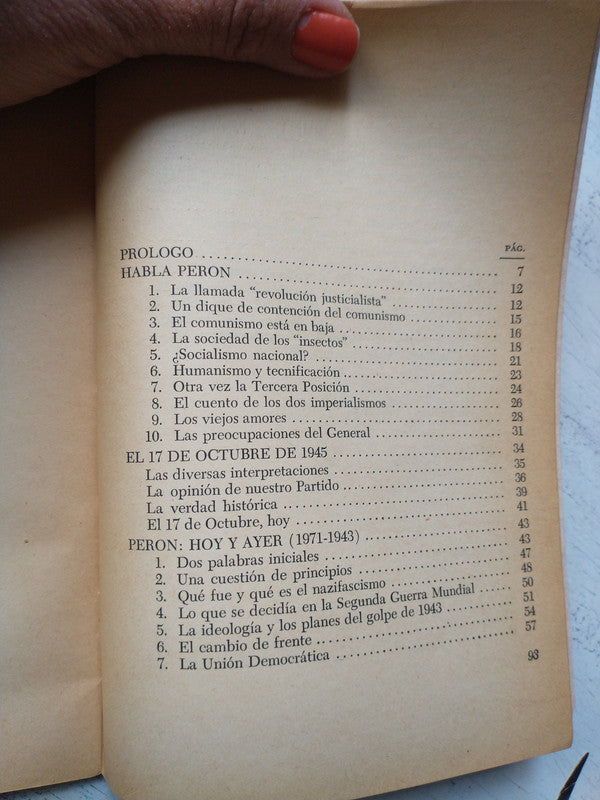 PÁG.
PROLOGO ........ 7
HABLA PERON ........ 12
1. La llamada "revolución justicialista" ........ 12
2. Un dique de contención del comunismo ........ 15
3. El comunismo está en baja ........ 16
4. La sociedad de los "insectos" ........ 18
5. ¿Socialismo nacional? ........ 21
6. Humanismo y tecnificación ........ 23
7. Otra vez la Tercera Posición ........ 24
8. El cuento de los dos imperialismos ........ 26
9. Los viejos amores ........ 28
10. Las preocupaciones del General ........ 31
EL 17 DE OCTUBRE DE 1945 ........ 34
Las diversas interpretaciones ........ 35
La opinión de nuestro Partido ........ 36
La verdad histórica ........ 39
El 17 de Octubre, hoy ........ 41
PERON: HOY Y AYER (1971-1943) ........ 43
1. Dos palabras iniciales ........ 43
2. Una cuestión de principios ........ 47
3. Qué fue y qué es el nazifascismo ........ 48
4. Lo que se decidía en la Segunda Guerra Mundial ........ 50
5. La ideología y los planes del golpe de 1943 ........ 51
6. El cambio de frente ........ 54
7. La Unión Democrática ........ 57
93